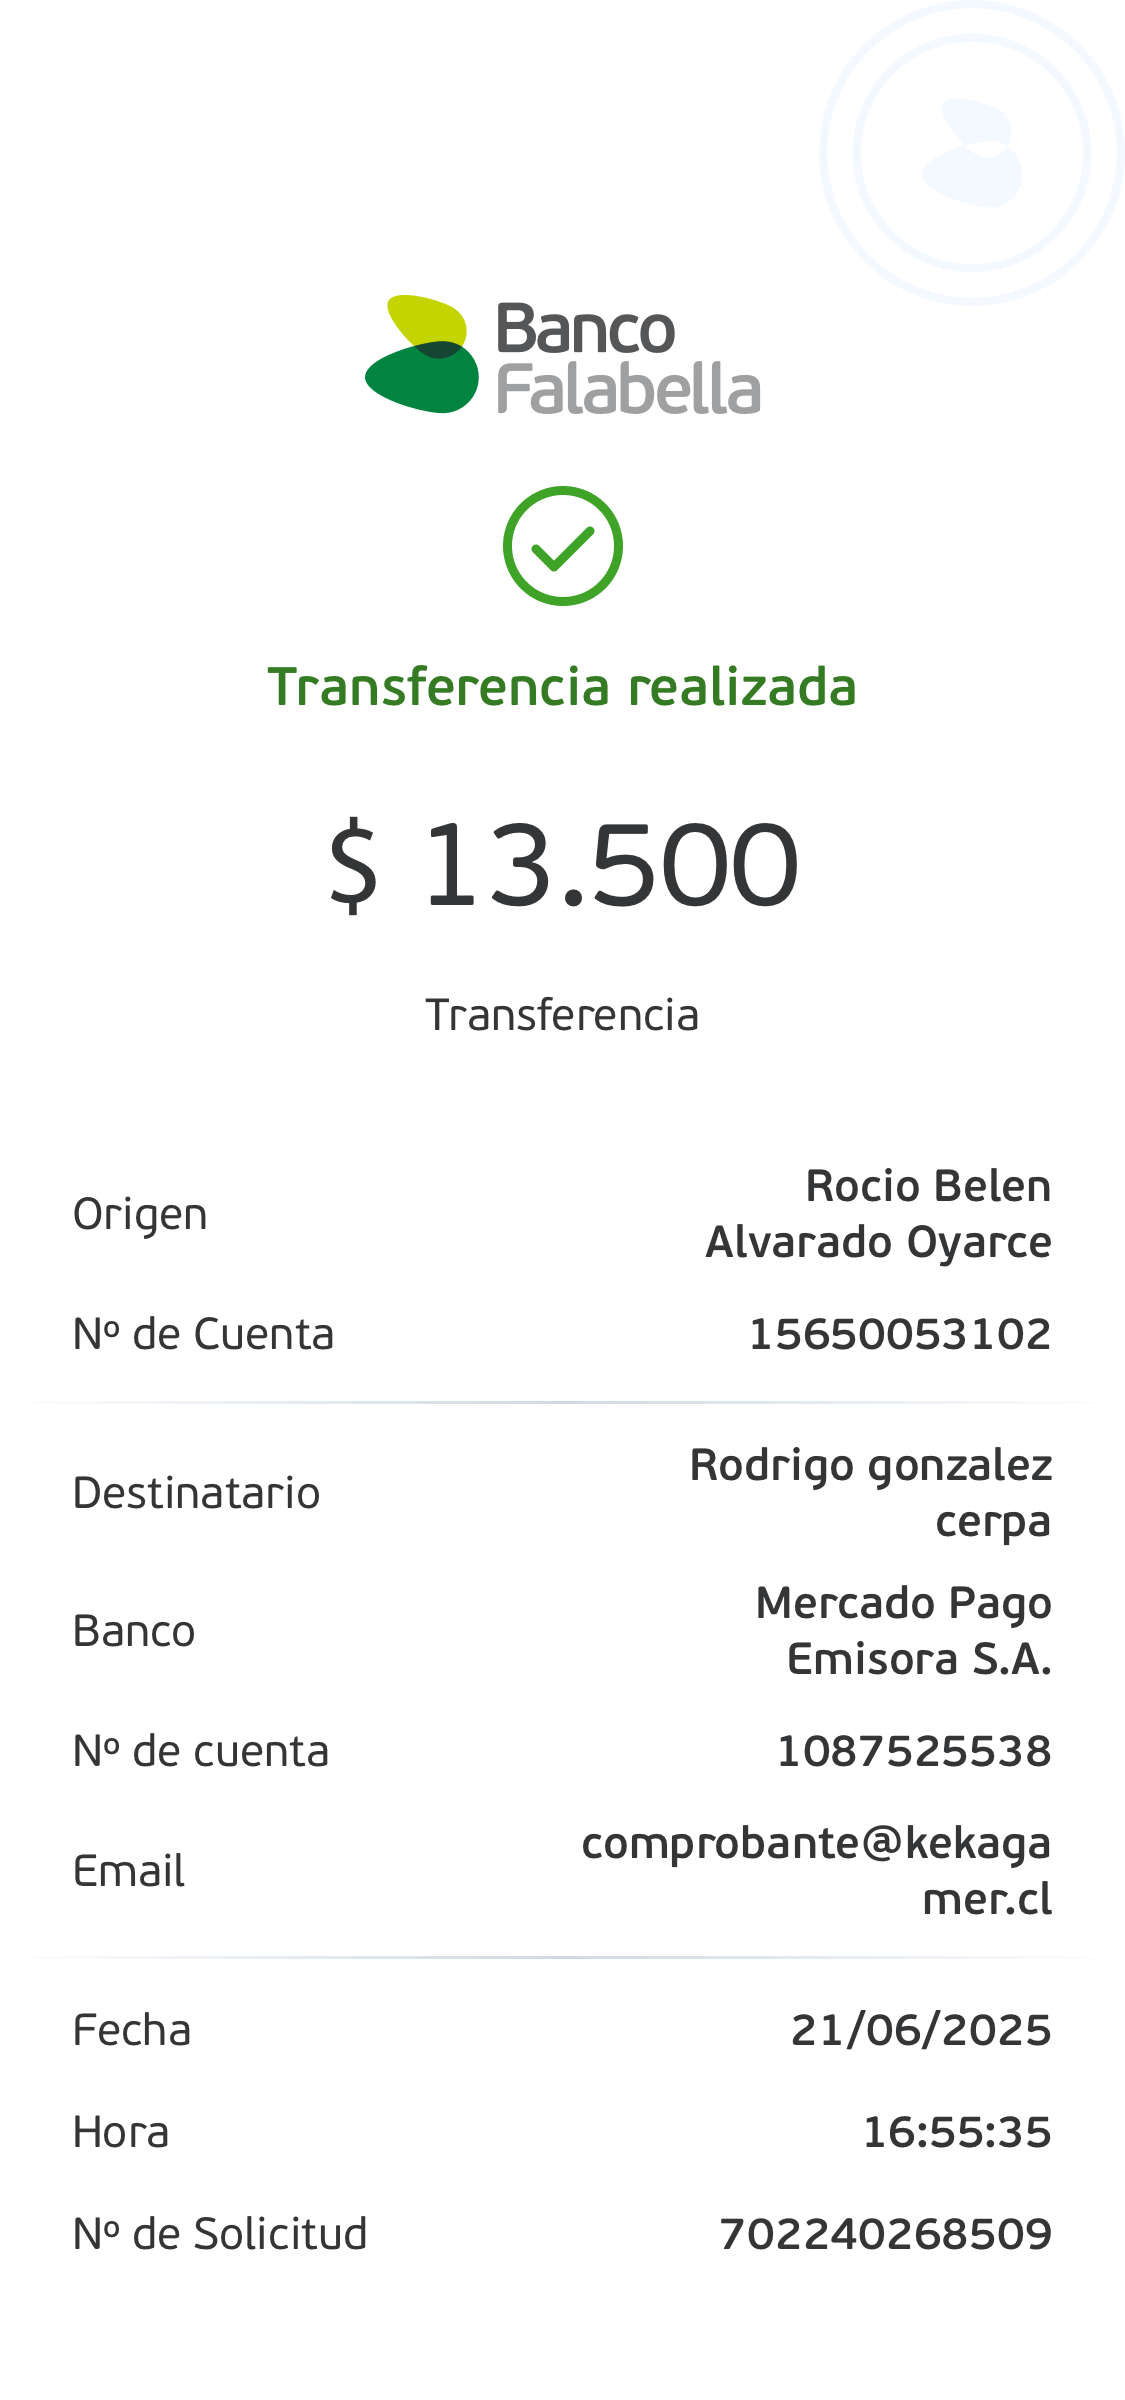 Banco
Falabella
Transferencia realizada
$ 13.500
Transferencia
Origen
Rocio Belen
Alvarado Oyarce
Nº de Cuenta
15650053102
Destinatario
Rodrigo gonzalez
cerpa
Banco
Mercado Pago
Emisora S.A.
Nº de cuenta
1087525538
Email
comprobante@kekaga
mer.cl
Fecha
21/06/2025
Hora
16:55:35
Nº de Solicitud
702240268509